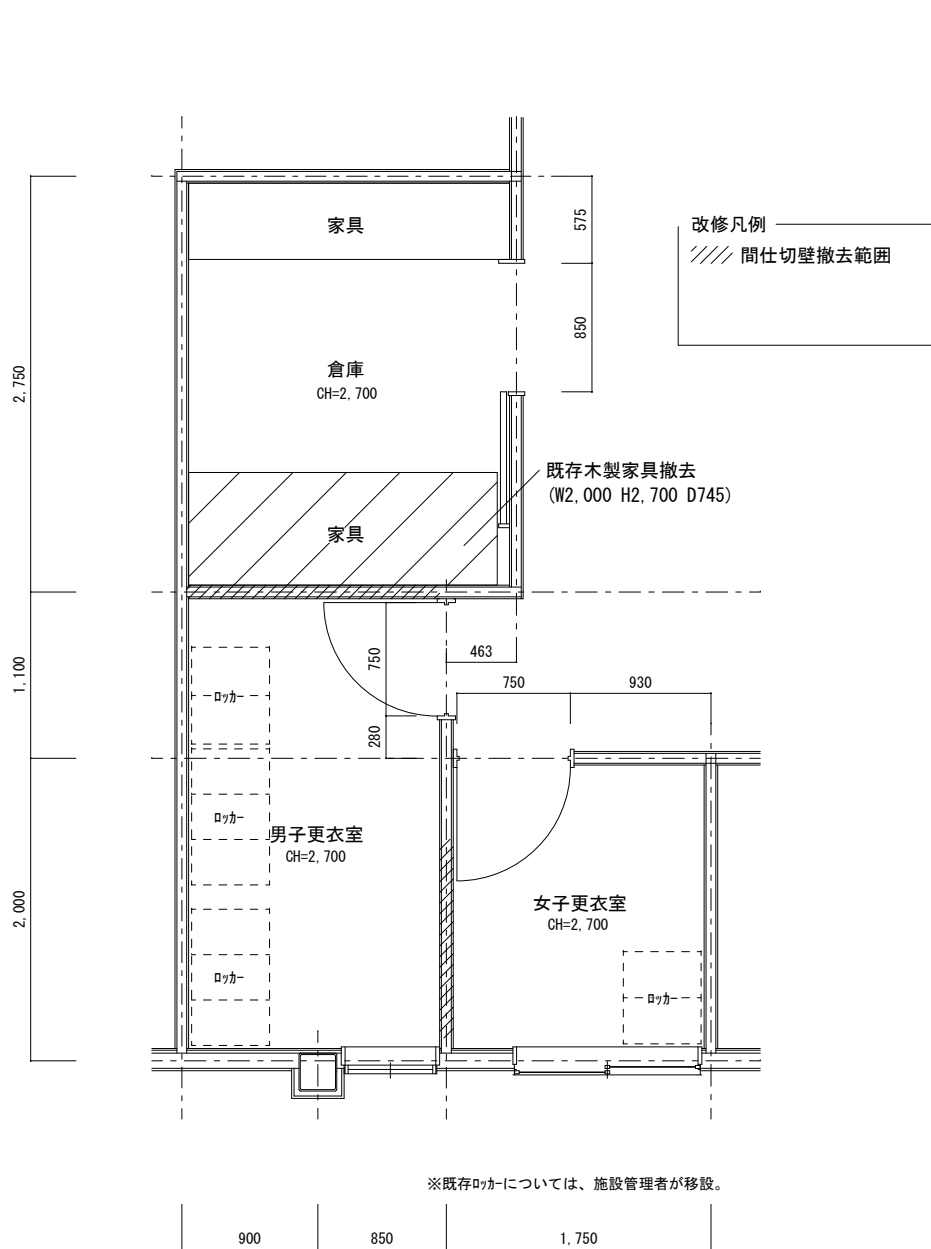 家具
575
改修凡例
間仕切壁撤去範囲
850
倉庫
CH=2,700
2,750
既存木製家具撤去
(W2,000 H2,700 D745)
家具
463
750
1,100
ﾛｯｶｰ
750
930
280
ﾛｯｶｰ
男子更衣室
CH=2,700
2,000
女子更衣室
CH=2,700
ﾛｯｶｰ
ﾛｯｶｰ
※既存ﾛｯｶｰについては、施設管理者が移設。
900
850
1,750